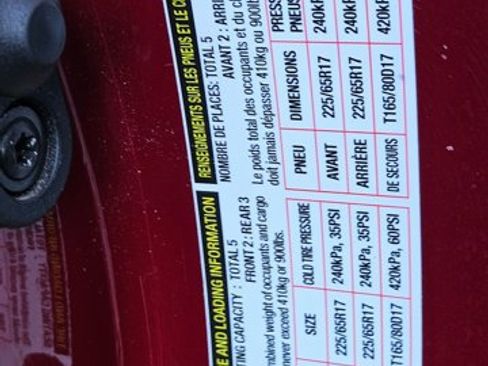 E AND LOADING INFORMATION
TING CAPACITY : TOTAL 5
FRONT 2 : REAR 3
mbined weight of occupants and cargo
never exceed 410kg or 900lbs.
SIZE COLD TIRE PRESSURE
225/65R17 240kPa, 35PSI
225/65R17 240kPa, 35PSI
T165/80D17 420kPa, 60PSI
RENSEIGNEMENTS SUR LES PNEUS ET LE C
NOMBRE DE PLACES: TOTAL 5
AVANT 2 : ARRI
Le poids total des occupants et du c
doit jamais dépasser 410kg ou 900lb
PNEU DIMENSIONS PRESS
PNEUS
AVANT 225/65R17 240kP
ARRIÈRE 225/65R17 240kP
DE SECOURS T165/80D17 420kP